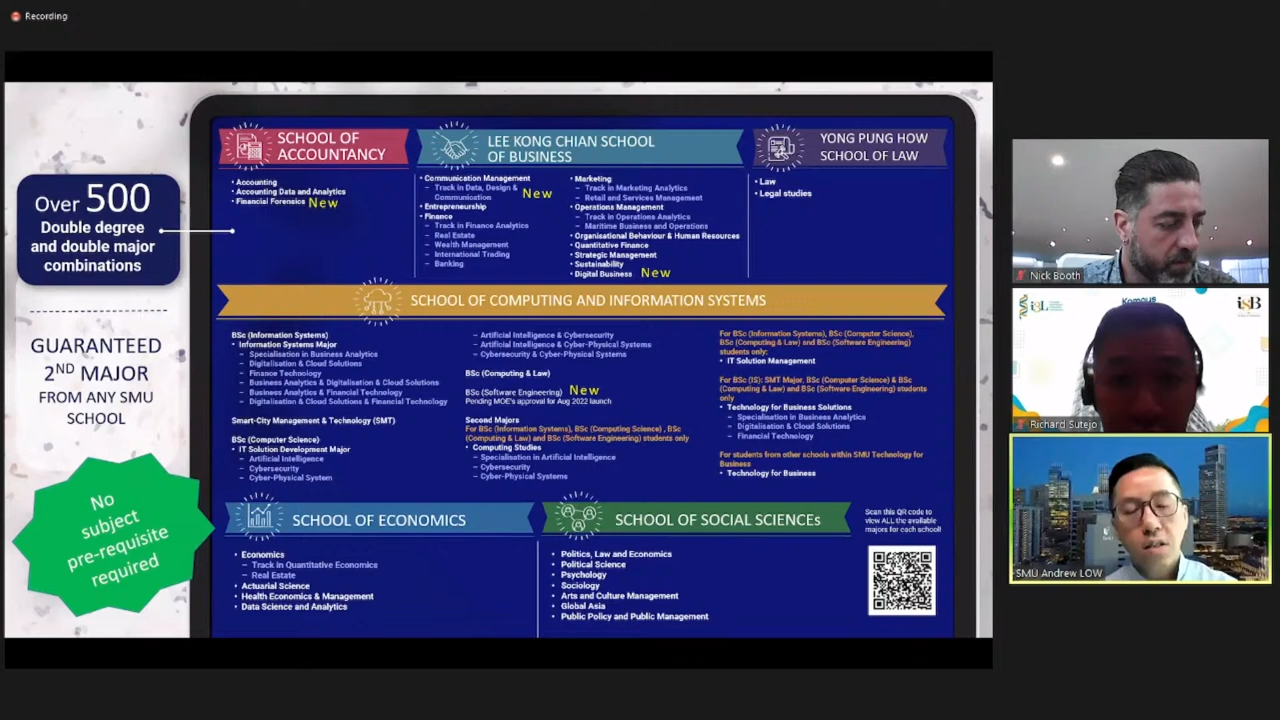 Recording
Over 500
Double degree
and double major
combinations
GUARANTEED
2ND MAJOR
FROM ANY SMU
SCHOOL
No
subject
pre-requisite
required
SCHOOL OF
ACCOUNTANCY
• Accounting
• Accounting Data and Analytics
• Financial Forensics New
LEE KONG CHIAN SCHOOL
OF BUSINESS
• Communication Management
– Track in Data, Design &
Communication New
• Entrepreneurship
• Finance
– Track in Finance Analytics
– Real Estate
– Wealth Management
– International Trading
– Banking
• Marketing
– Track in Marketing Analytics
– Retail and Services Management
• Operations Management
– Track in Operations Analytics
– Maritime Business and Operations
• Organisational Behaviour & Human Resources
• Quantitative Finance
• Strategic Management
• Sustainability
• Digital Business New
YONG PUNG HOW
SCHOOL OF LAW
• Law
• Legal studies
SCHOOL OF COMPUTING AND INFORMATION SYSTEMS
BSc (Information Systems)
• Information Systems Major
– Specialisation in Business Analytics
– Digitalisation & Cloud Solutions
– Finance Technology
– Business Analytics & Digitalisation & Cloud Solutions
– Business Analytics & Financial Technology
– Digitalisation & Cloud Solutions & Financial Technology
Smart-City Management & Technology (SMT)
BSc (Computer Science)
• IT Solution Development Major
– Artificial Intelligence
– Cybersecurity
– Cyber-Physical System
– Artificial Intelligence & Cybersecurity
– Artificial Intelligence & Cyber-Physical Systems
– Cybersecurity & Cyber-Physical Systems
BSc (Computing & Law)
BSc (Software Engineering) New
Pending MOE's approval for Aug 2022 launch
Second Majors
For BSc (Information Systems), BSc (Computing Science) , BSc
(Computing & Law) and BSc (Software Engineering) students only
• Computing Studies
– Specialisation in Artificial Intelligence
– Cybersecurity
– Cyber-Physical Systems
For BSc (Information Systems), BSc (Computer Science),
BSc (Computing & Law) and BSc (Software Engineering)
students only:
• IT Solution Management
For BSc (IS): SMT Major, BSc (Computer Science) & BSc
(Computing & Law) and BSc (Software Engineering) students
only
• Technology for Business Solutions
– Specialisation in Business Analytics
– Digitalisation & Cloud Solutions
– Financial Technology
For students from other schools within SMU Technology for
Business
• Technology for Business
SCHOOL OF ECONOMICS
• Economics
– Track in Quantitative Economics
– Real Estate
• Actuarial Science
• Health Economics & Management
• Data Science and Analytics
SCHOOL OF SOCIAL SCIENCEs
• Politics, Law and Economics
• Political Science
• Psychology
• Sociology
• Arts and Culture Management
• Global Asia
• Public Policy and Public Management
Scan this QR code to
view ALL the available
majors for each school!
Nick Booth
isL
isB
Richard Sutejo
SMU Andrew LOW